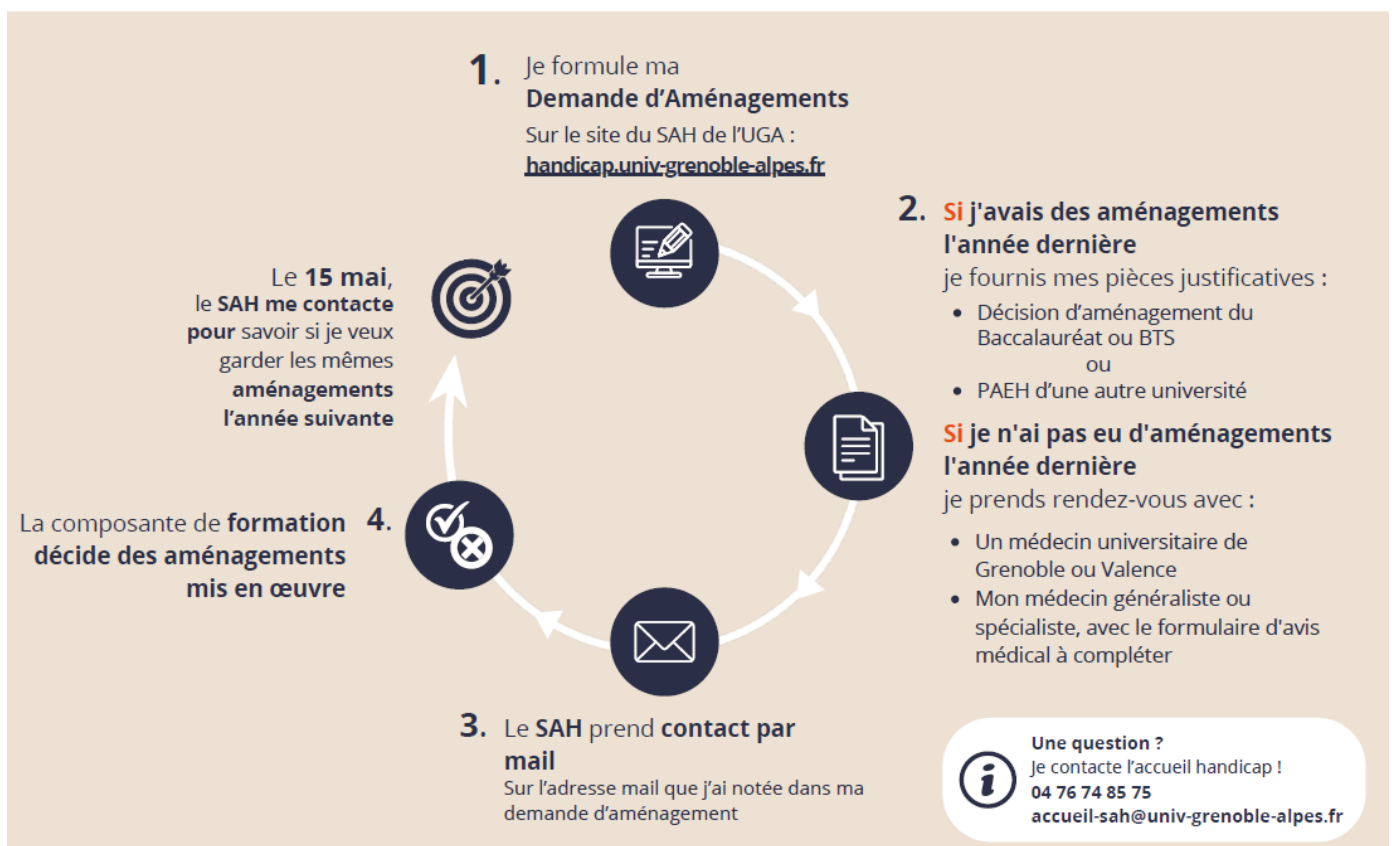 1. Je formule ma
Demande d'Aménagements
Sur le site du SAH de l'UGA :
handicap.univ-grenoble-alpes.fr
2. Si j'avais des aménagements
l'année dernière
je fournis mes pièces justificatives :
• Décision d'aménagement du
Baccalauréat ou BTS
ou
• PAEH d'une autre université
Si je n'ai pas eu d'aménagements
l'année dernière
je prends rendez-vous avec :
• Un médecin universitaire de
Grenoble ou Valence
• Mon médecin généraliste ou
spécialiste, avec le formulaire d'avis
médical à compléter
3. Le SAH prend contact par
mail
Sur l'adresse mail que j'ai notée dans ma
demande d'aménagement
La composante de formation 4.
décide des aménagements
mis en œuvre
Le 15 mai,
le SAH me contacte
pour savoir si je veux
garder les mêmes
aménagements
l'année suivante
Une question ?
Je contacte l'accueil handicap !
04 76 74 85 75
accueil-sah@univ-grenoble-alpes.fr